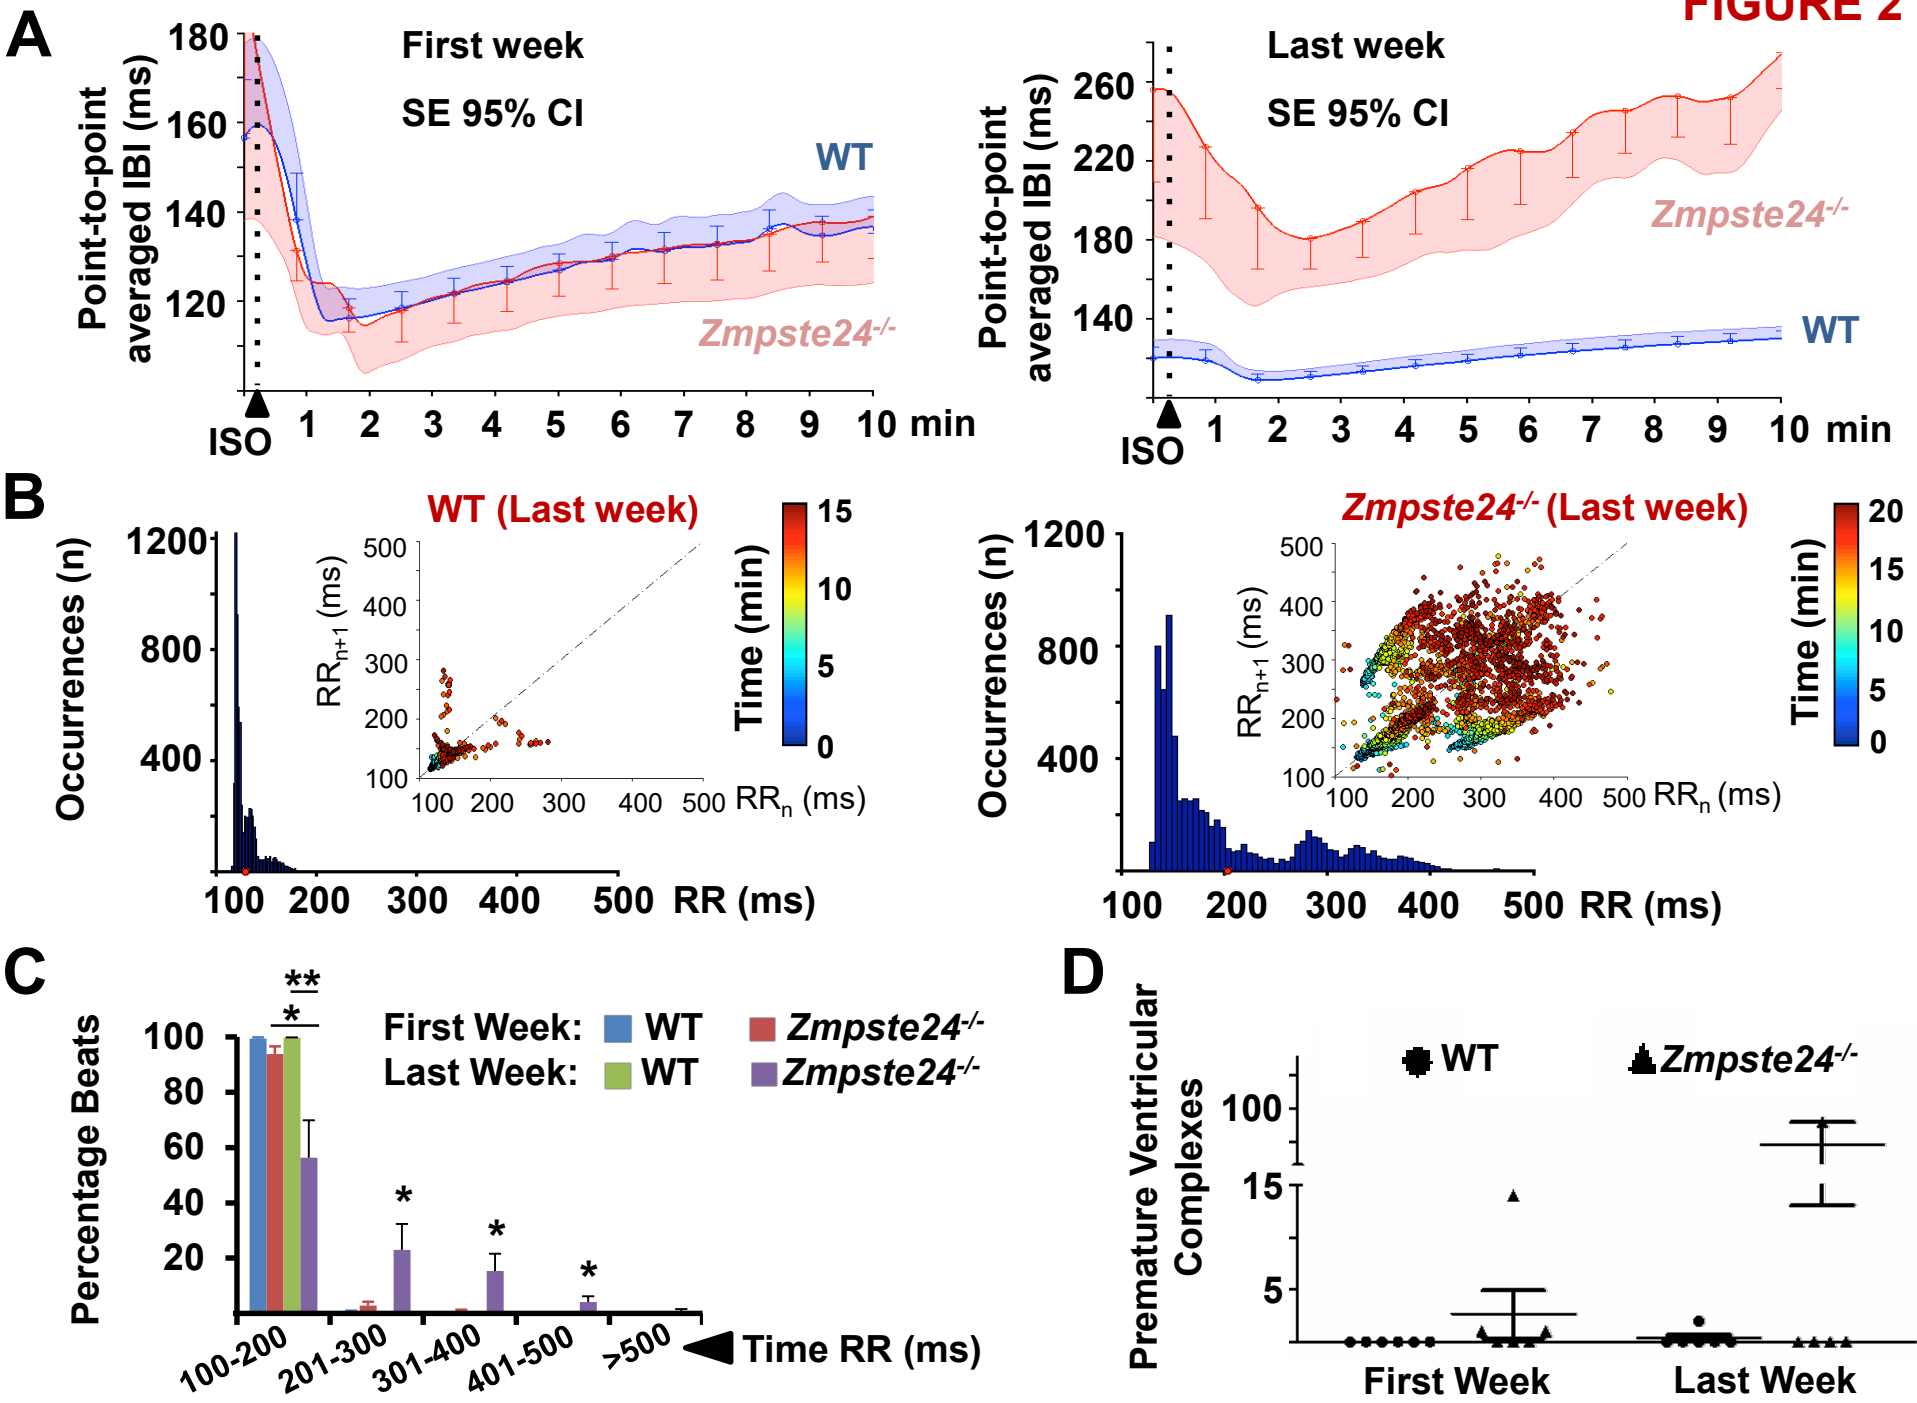 FIGURE 2
A
180
160
140
120
Point-to-point
averaged IBI (ms)
First week
SE 95% CI
WT
Zmpste24-/-
ISO
1 2 3 4 5 6 7 8 9 10 min
260
220
180
140
Point-to-point
averaged IBI (ms)
Last week
SE 95% CI
Zmpste24-/-
WT
ISO
1 2 3 4 5 6 7 8 9 10 min
B
1200
800
400
Occurrences (n)
100 200 300 400 500 RR (ms)
WT (Last week)
500
400
300
200
100
RRn+1 (ms)
100 200 300 400 500 RRn (ms)
Time (min)
15
10
5
0
1200
800
400
Occurrences (n)
100 200 300 400 500 RR (ms)
Zmpste24-/- (Last week)
500
400
300
200
100
RRn+1 (ms)
100 200 300 400 500 RRn (ms)
Time (min)
20
15
10
5
0
C
**
*
100
80
60
40
20
Percentage Beats
First Week: WT Zmpste24-/-
Last Week: WT Zmpste24-/-
*
*
*
100-200
201-300
301-400
401-500
>500
Time RR (ms)
D
Premature Ventricular
Complexes
100
15
5
WT
Zmpste24-/-
First Week
Last Week